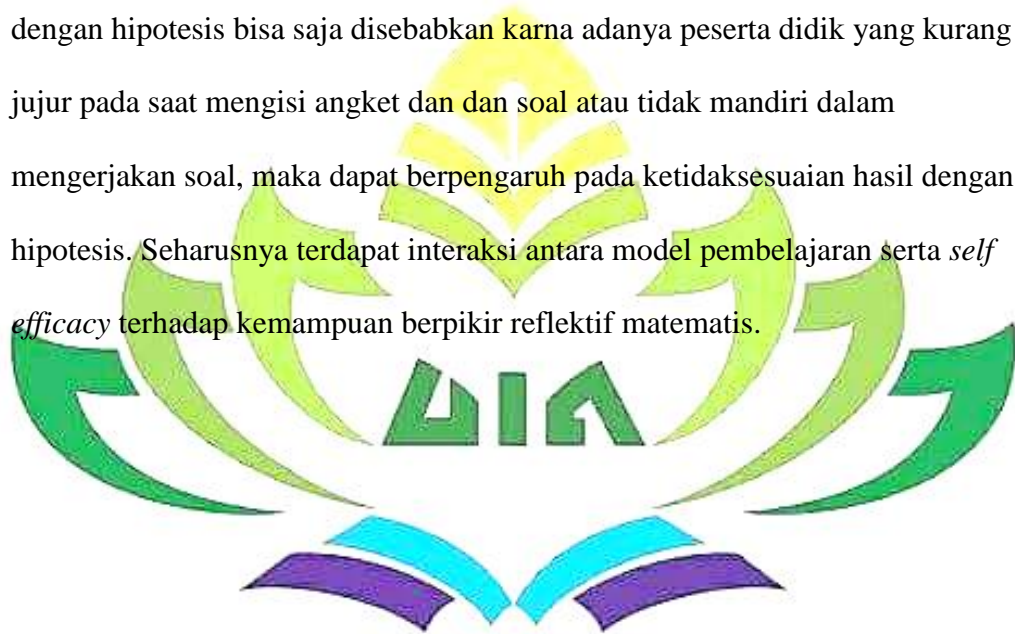 dengan hipotesis bisa saja disebabkan karna adanya peserta didik yang kurang
jujur pada saat mengisi angket dan dan soal atau tidak mandiri dalam
mengerjakan soal, maka dapat berpengaruh pada ketidaksesuaian hasil dengan
hipotesis. Seharusnya terdapat interaksi antara model pembelajaran serta self
efficacy terhadap kemampuan berpikir reflektif matematis.
UIN